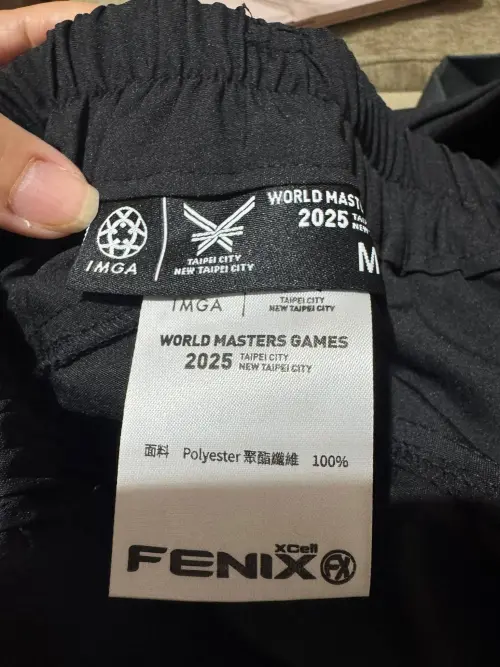 WORLD MAST
2025
IMGA
TAIPEI CITY
NEW TAIPEI CITY
M
IMGA
TAIPEI CITY
NEW TAIPEI CITY
WORLD MASTERS GAMES
2025 TAIPEI CITY
NEW TAIPEI CITY
面料 Polyester 聚酯纖維 100%
XCell
FENIX FX